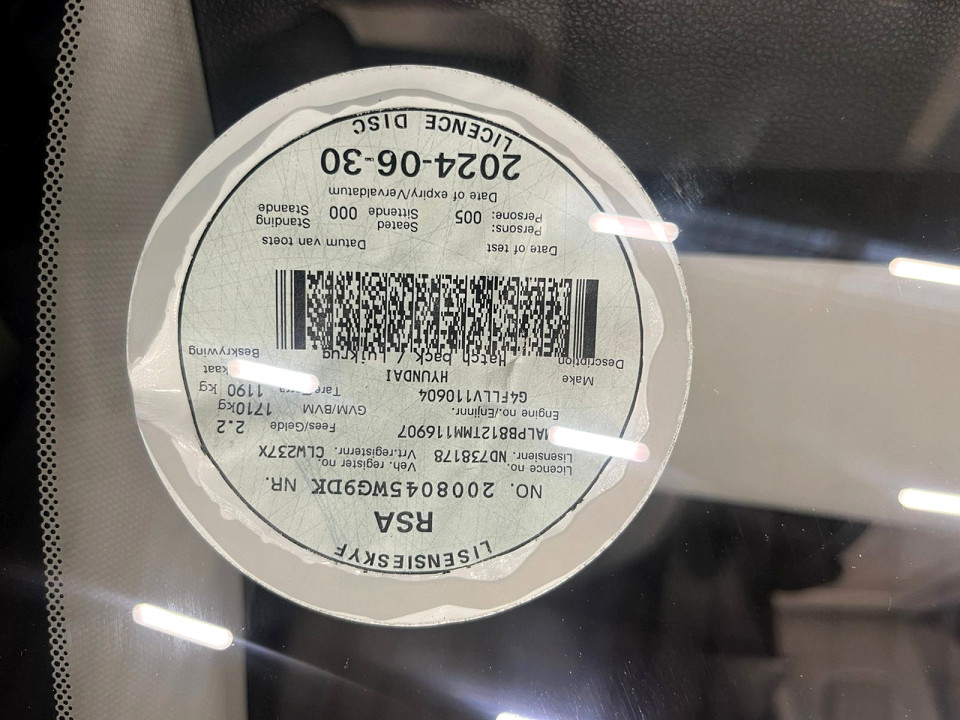 LISENSIESKYF
RSA
NO. 2008045WG9DK NR.
Licence no. Veh. register no.
Lisensienr. ND738178 Vrt.registernr. CLW237X
ALPB812TMM116907 Fees/Gelde 2.2
Engine no./Enjinnr. GVM/BVM 1710kg
G4FLLV110604 Tare 1190 kg
Make HYUNDAI
Description Hatch back / Luikrug Beskrywing
Date of test Datum van toets
Persons: Seated Standing
Persone: 005 Sittende 000 Staande
Date of expiry/Vervaldatum
2024-06-30
LICENCE DISC